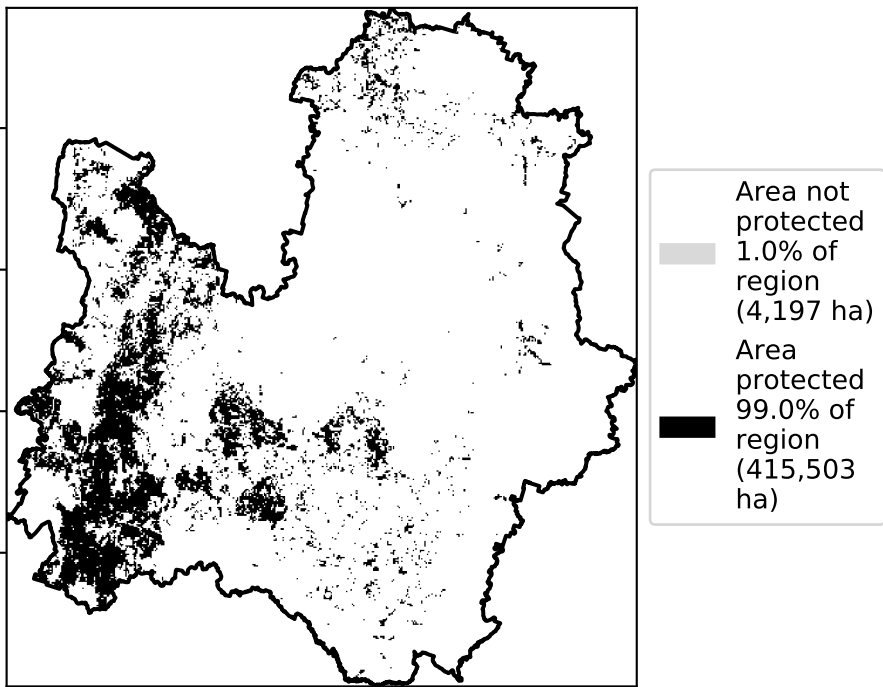 Area not
protected
1.0% of
region
(4,197 ha)
Area
protected
99.0% of
region
(415,503
ha)